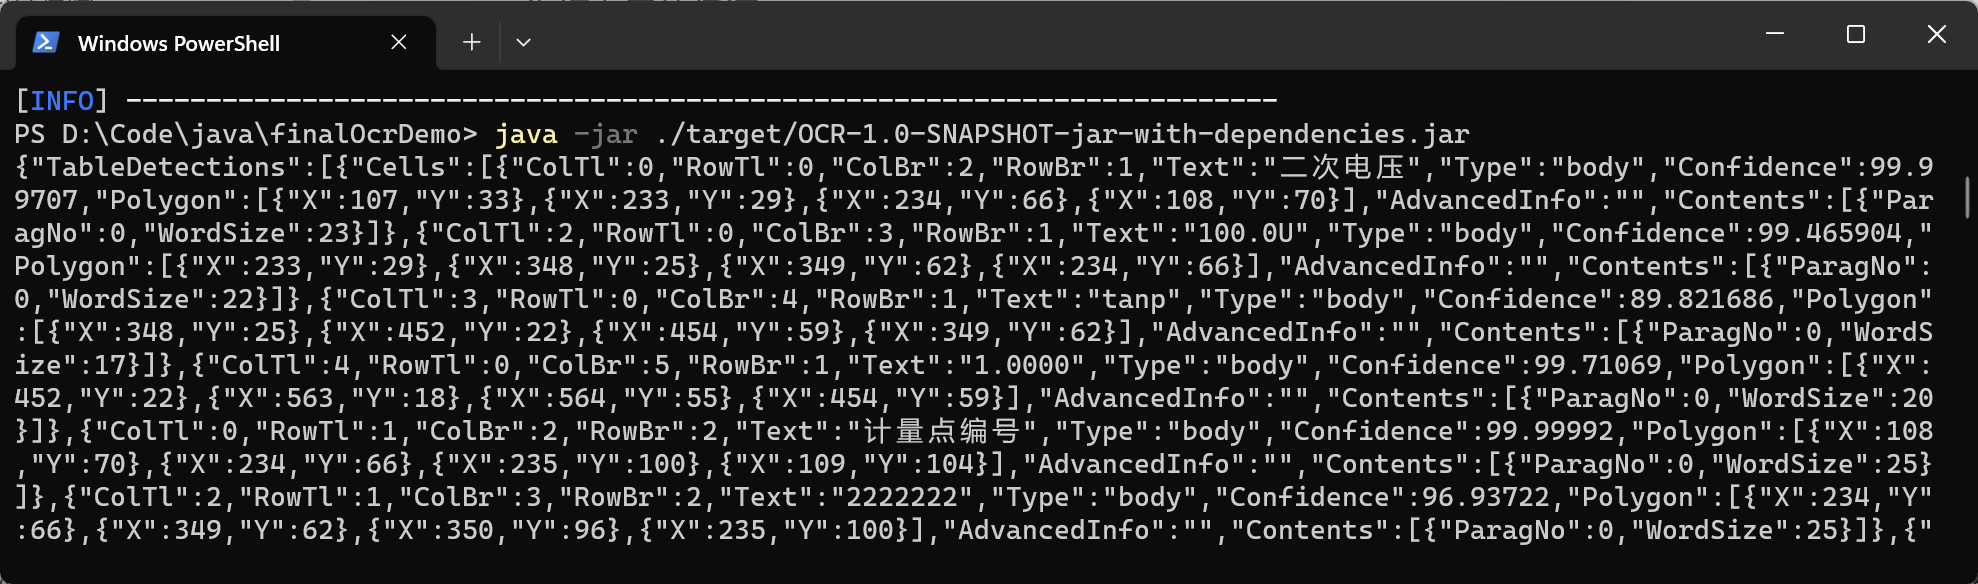 Windows PowerShell
[INFO] ------------------------------------------------------------------------
PS D:\Code\java\finalOcrDemo> java -jar ./target/OCR-1.0-SNAPSHOT-jar-with-dependencies.jar
{"TableDetections":[{"Cells":[{"ColTl":0,"RowTl":0,"ColBr":2,"RowBr":1,"Text":"二次电压","Type":"body","Confidence":99.9
9707,"Polygon":[{"X":107,"Y":33},{"X":233,"Y":29},{"X":234,"Y":66},{"X":108,"Y":70}],"AdvancedInfo":"","Contents":[{"Par
agNo":0,"WordSize":23}]},{"ColTl":2,"RowTl":0,"ColBr":3,"RowBr":1,"Text":"100.0U","Type":"body","Confidence":99.465904,"
Polygon":[{"X":233,"Y":29},{"X":348,"Y":25},{"X":349,"Y":62},{"X":234,"Y":66}],"AdvancedInfo":"","Contents":[{"ParagNo":
0,"WordSize":22}]},{"ColTl":3,"RowTl":0,"ColBr":4,"RowBr":1,"Text":"tanp","Type":"body","Confidence":89.821686,"Polygon"
:[{"X":348,"Y":25},{"X":452,"Y":22},{"X":454,"Y":59},{"X":349,"Y":62}],"AdvancedInfo":"","Contents":[{"ParagNo":0,"WordS
ize":17}]},{"ColTl":4,"RowTl":0,"ColBr":5,"RowBr":1,"Text":"1.0000","Type":"body","Confidence":99.71069,"Polygon":[{"X":
452,"Y":22},{"X":563,"Y":18},{"X":564,"Y":55},{"X":454,"Y":59}],"AdvancedInfo":"","Contents":[{"ParagNo":0,"WordSize":20
}]},{"ColTl":0,"RowTl":1,"ColBr":2,"RowBr":2,"Text":"计量点编号","Type":"body","Confidence":99.99992,"Polygon":[{"X":108
,"Y":70},{"X":234,"Y":66},{"X":235,"Y":100},{"X":109,"Y":104}],"AdvancedInfo":"","Contents":[{"ParagNo":0,"WordSize":25}
]},{"ColTl":2,"RowTl":1,"ColBr":3,"RowBr":2,"Text":"2222222","Type":"body","Confidence":96.93722,"Polygon":[{"X":234,"Y"
:66},{"X":349,"Y":62},{"X":350,"Y":96},{"X":235,"Y":100}],"AdvancedInfo":"","Contents":[{"ParagNo":0,"WordSize":25}]},{"